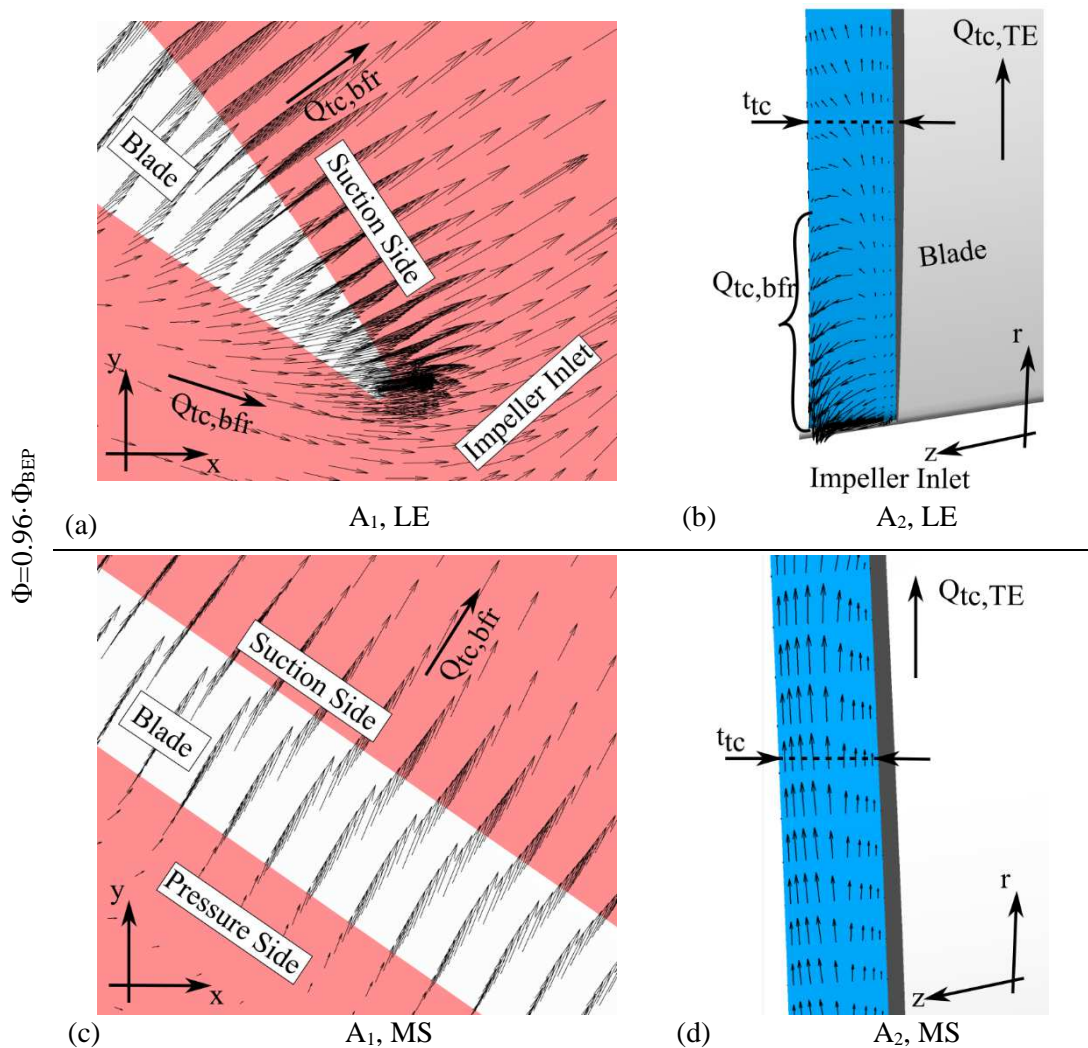 Φ=0.96·ΦBEP
Qtc,bfr
Blade
Suction Side
Impeller Inlet
Qtc,bfr
y
x
(a)
A1, LE
Qtc,TE
ttc
Qtc,bfr
Blade
r
z
Impeller Inlet
(b)
A2, LE
Qtc,bfr
Suction Side
Blade
Pressure Side
y
x
(c)
A1, MS
Qtc,TE
ttc
r
z
(d)
A2, MS